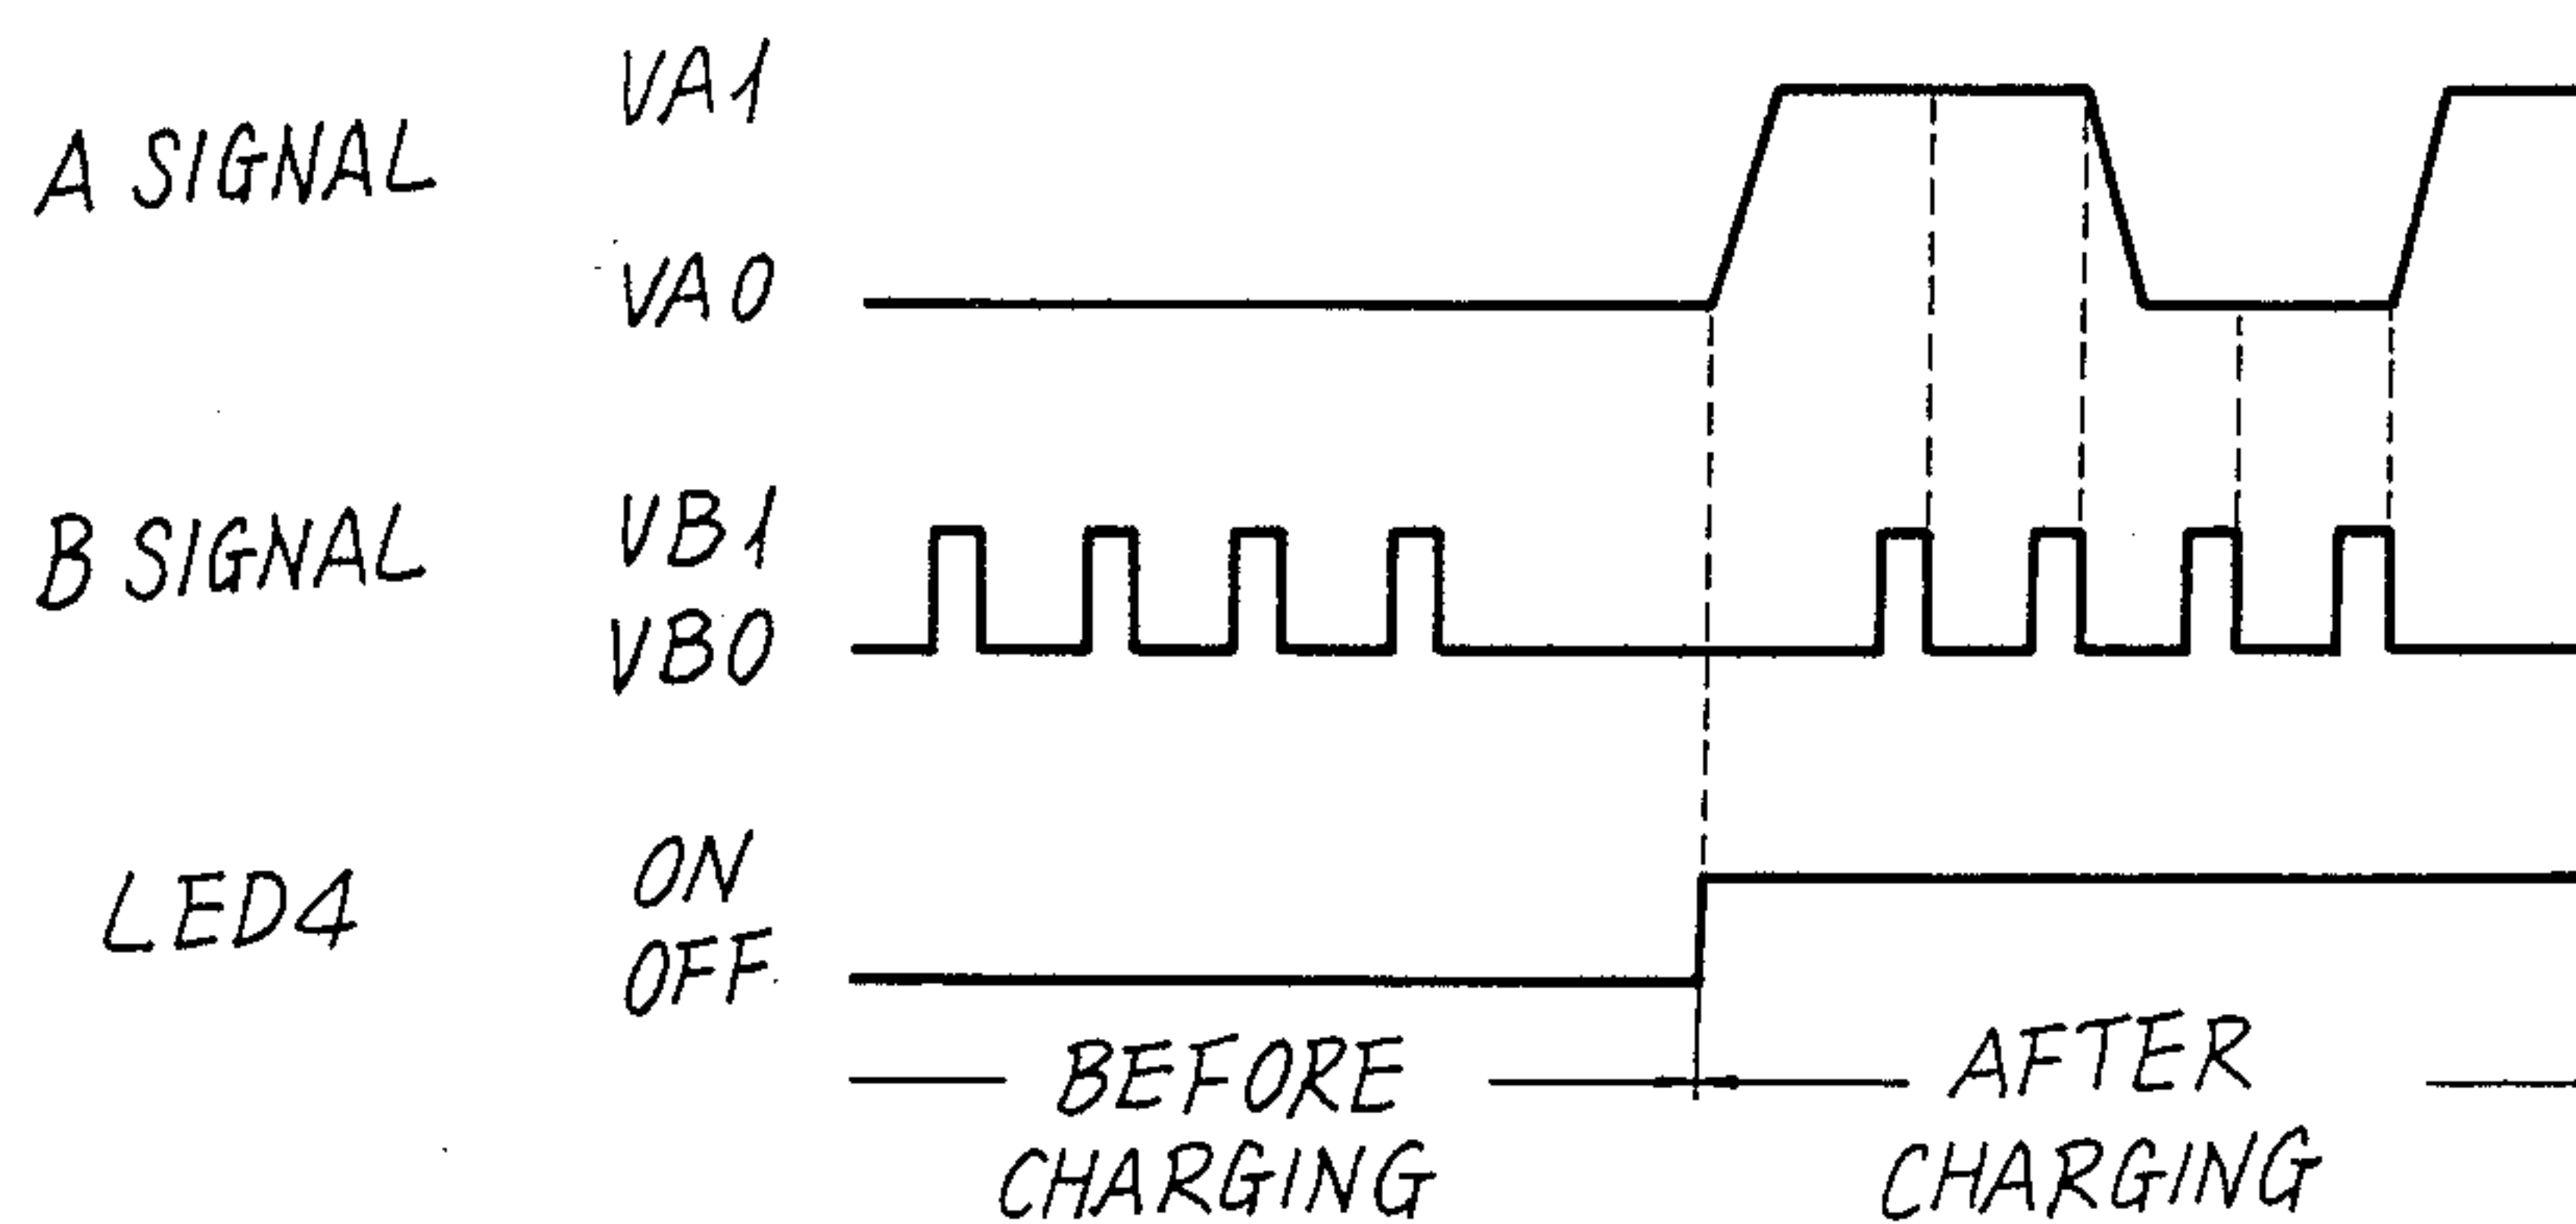 VA1
A SIGNAL
VA0
VB1
B SIGNAL
VB0
ON
LED4
OFF
BEFORE CHARGING
AFTER CHARGING